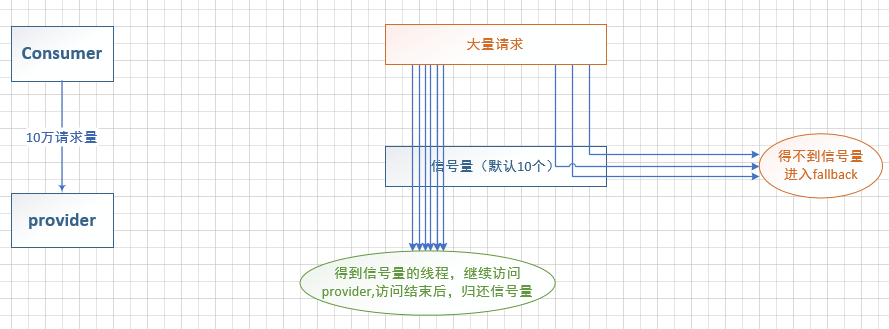 Consumer
10万请求量
provider
大量请求
信号量（默认10个）
得不到信号量
进入fallback
得到信号量的线程，继续访问
provider,访问结束后，归还信号量